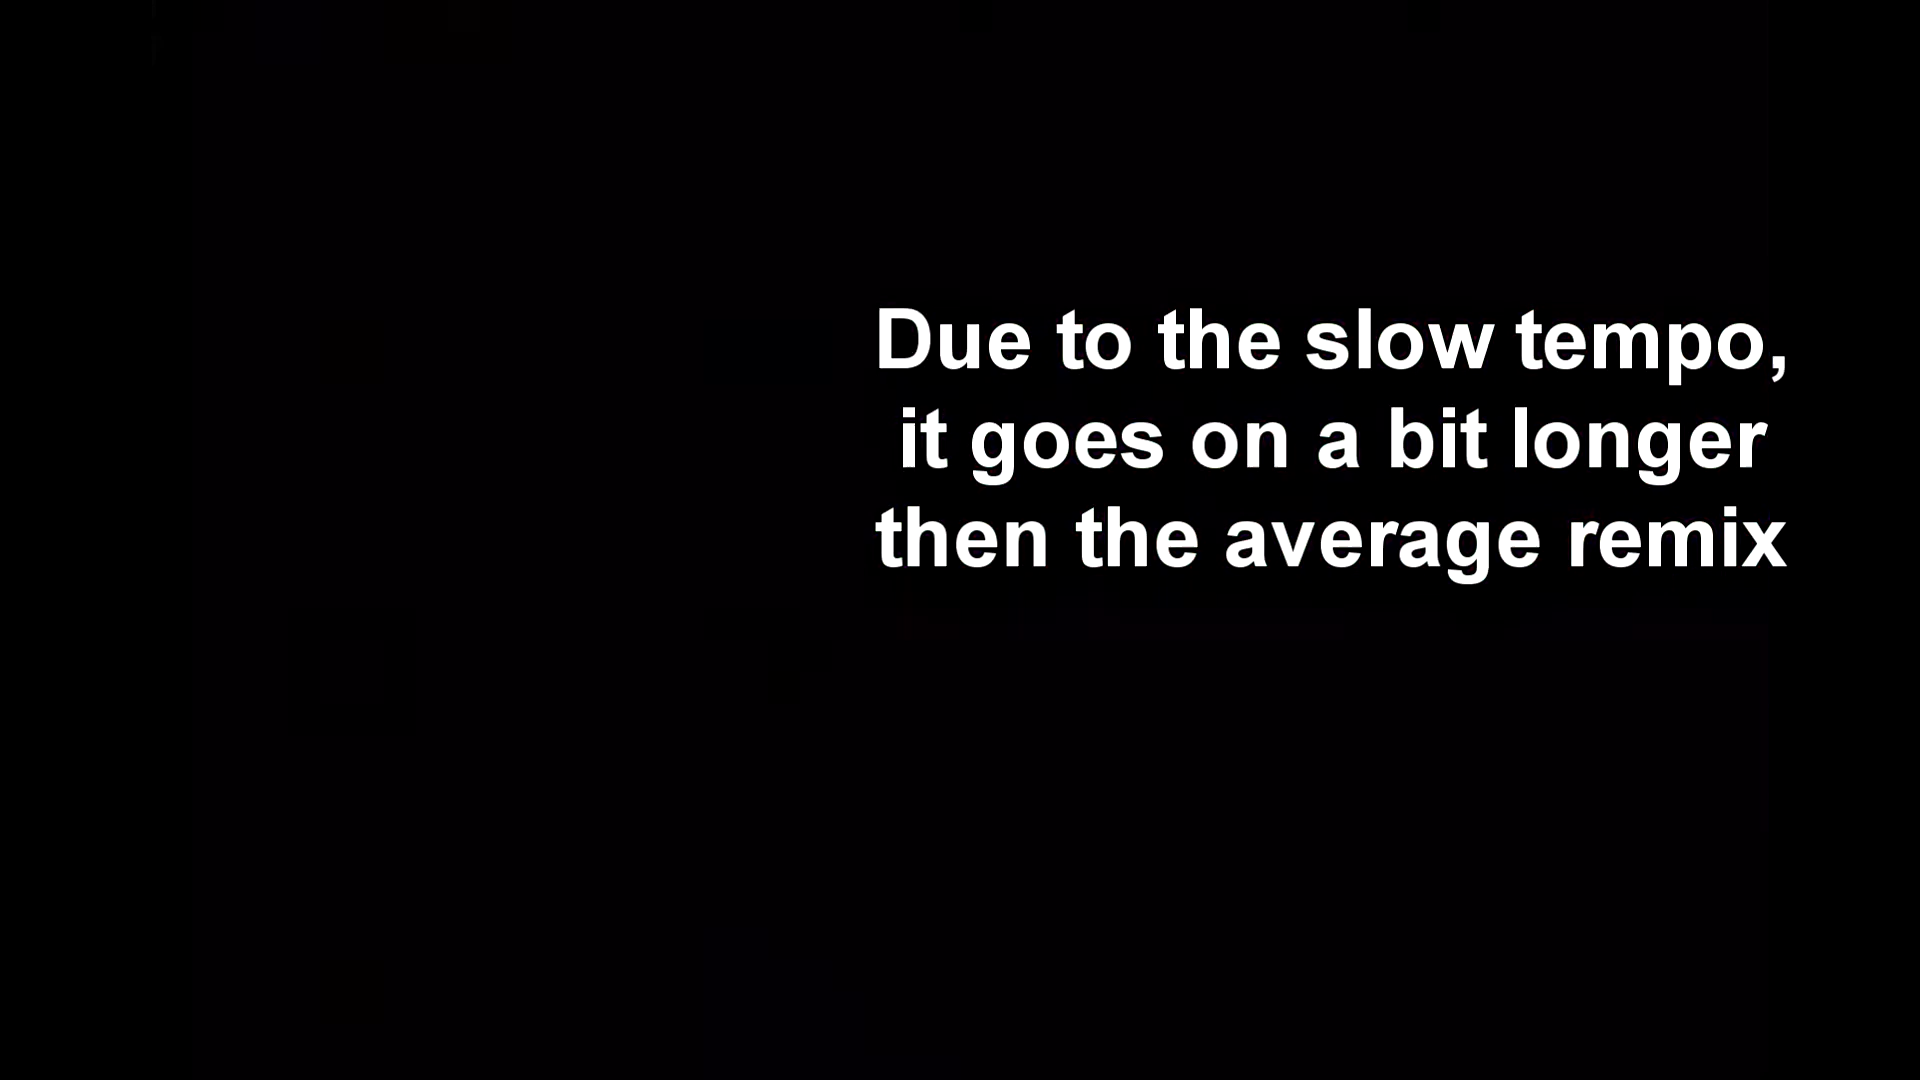 Due to the slow tempo,
it goes on a bit longer
then the average remix